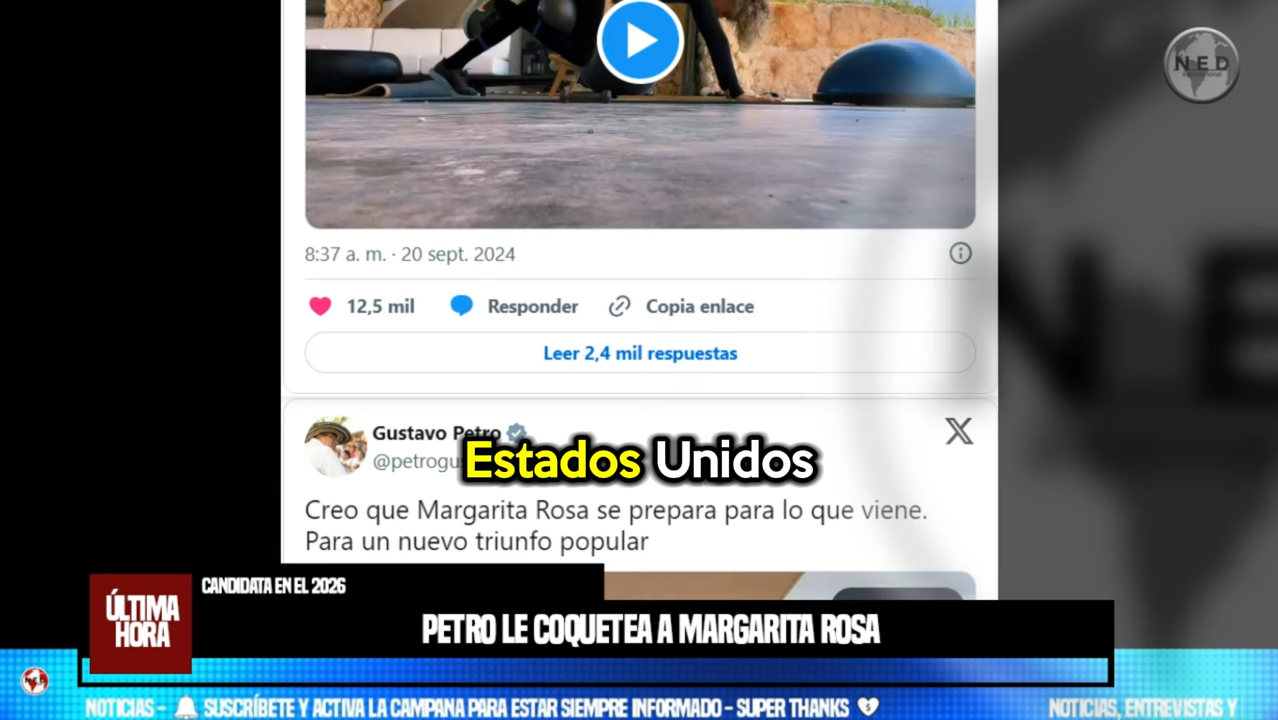 NED
8:37 a. m. · 20 sept. 2024
12,5 mil
Responder
Copia enlace
Leer 2,4 mil respuestas
Gustavo Petro
@petrogu
Estados Unidos
Creo que Margarita Rosa se prepara para lo que viene.
Para un nuevo triunfo popular
CANDIDATA EN EL 2026
ÚLTIMA
HORA
PETRO LE COQUETEA A MARGARITA ROSA
NOTICIAS - SUSCRÍBETE Y ACTIVA LA CAMPANA PARA ESTAR SIEMPRE INFORMADO - SUPER THANKS
NOTICIAS, ENTREVISTAS Y